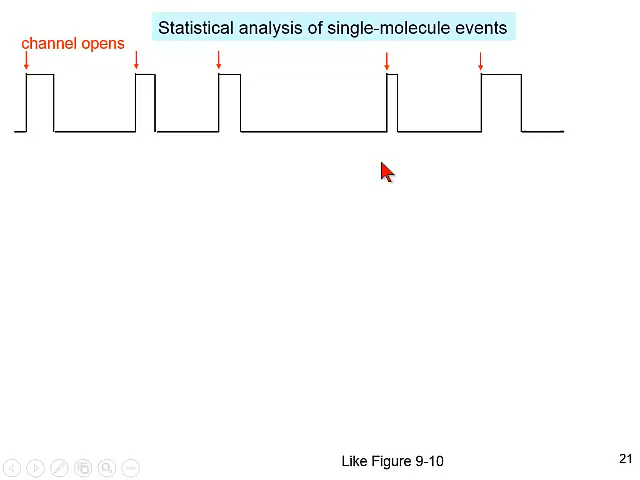 Statistical analysis of single-molecule events
channel opens
Like Figure 9-10
21